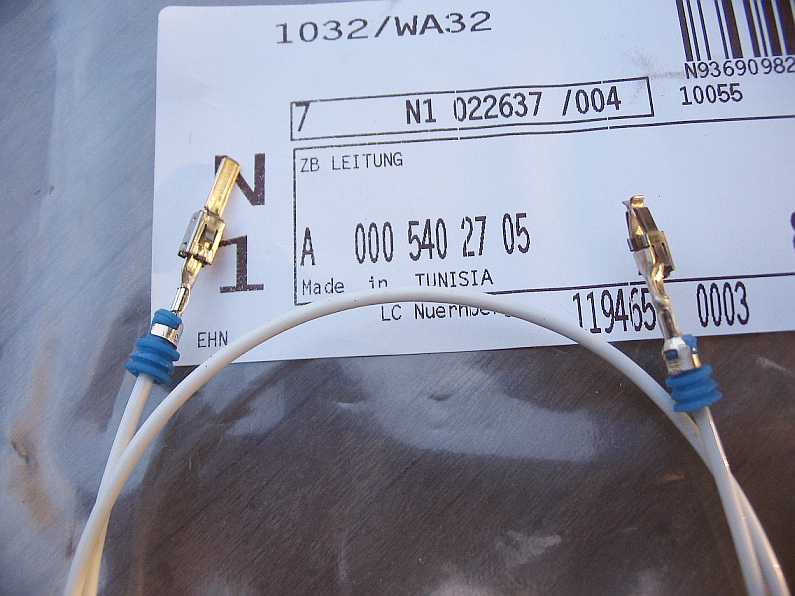 1032/WA32
N93690982
10055
7 N1 022637 /004
N
1
ZB LEITUNG
A 000 540 27 05
Made in TUNISIA
LC
119465 0003
EHN